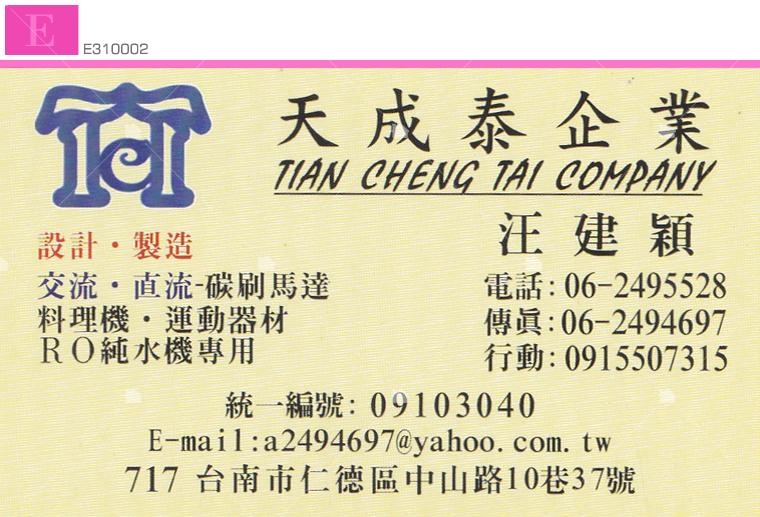 E
E310002
天成泰企業
TIAN CHENG TAI COMPANY
汪建穎
設計·製造
交流·直流-碳刷馬達
料理機·運動器材
RO純水機專用
電話:06-2495528
傳眞:06-2494697
行動:0915507315
統一編號: 09103040
E-mail:a2494697@yahoo.com.tw
717 台南市仁德區中山路10巷37號